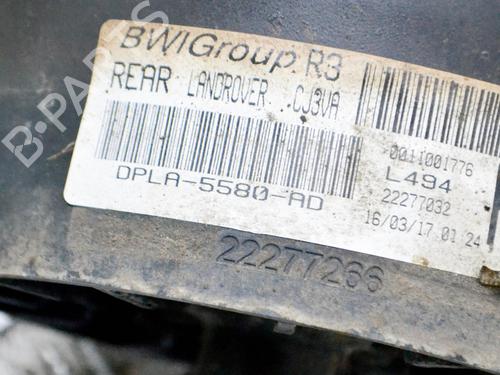 BWIGroup R3
REAR LANDROVER .CJ3VA
DPLA-5580-AD
0011001776
L494
22277032
16/03/17 01 24
22277266
B-PARTS